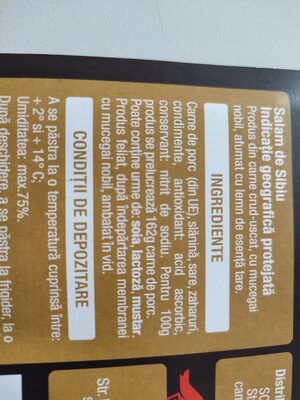 Salam de Sibiu
Indicație geografică protejată
Produs din carne crud-uscat, cu mucegai
nobil, afumat cu lemn de esență tare.
INGREDIENTE
Carne de porc (din UE), slănină, sare, zaharuri,
condimente, antioxidant: acid ascorbic,
conservant: nitrit de sodiu. Pentru 100g
produs se prelucrează 162g carne de porc.
Poate conține urme de: soia, lactoză, muștar.
Produs feliat, după îndepărtarea membranei
cu mucegai nobil, ambalat în vid.
CONDIȚII DE DEPOZITARE
A se păstra la o temperatură cuprinsă între:
+ 2° si + 14°C;
Umiditatea: max.75%.
După deschidere, a se păstra la frigider, la o
Distri
Str.